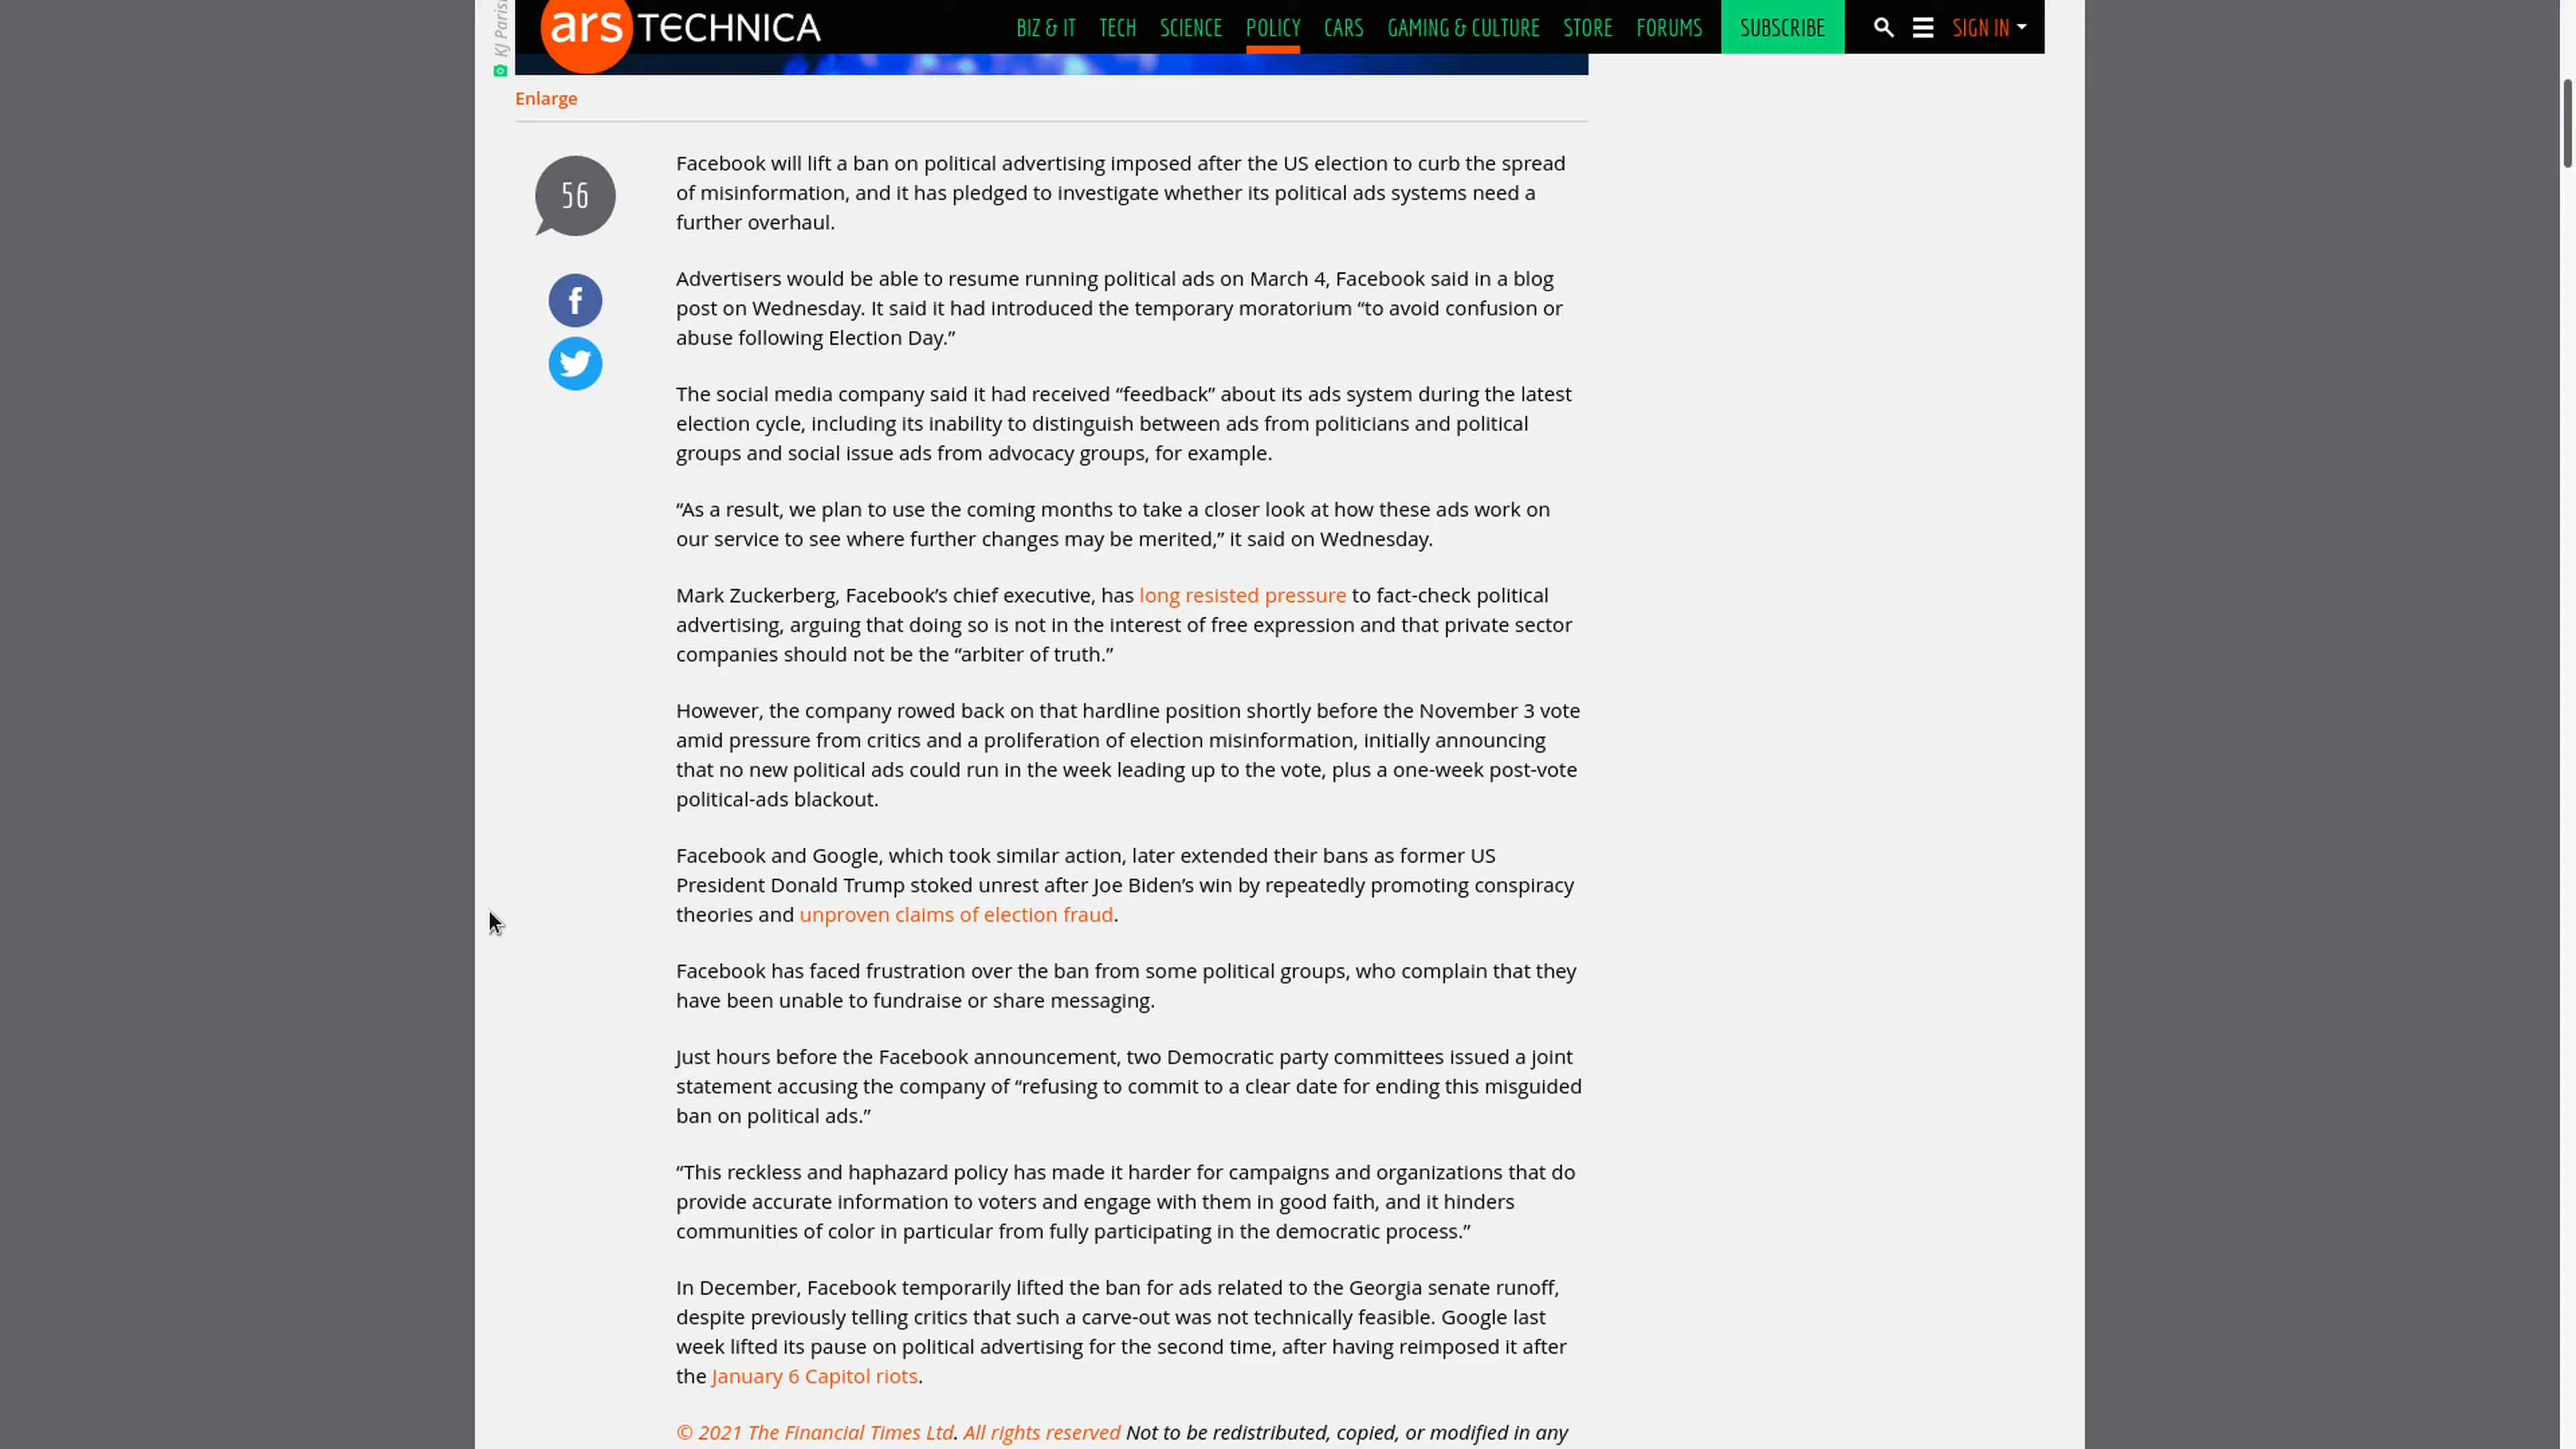 ars TECHNICA
BIZ & IT TECH SCIENCE POLICY CARS GAMING & CULTURE STORE FORUMS SUBSCRIBE SIGN IN
Enlarge
56
Facebook will lift a ban on political advertising imposed after the US election to curb the spread
of misinformation, and it has pledged to investigate whether its political ads systems need a
further overhaul.
Advertisers would be able to resume running political ads on March 4, Facebook said in a blog
post on Wednesday. It said it had introduced the temporary moratorium “to avoid confusion or
abuse following Election Day.”
The social media company said it had received “feedback” about its ads system during the latest
election cycle, including its inability to distinguish between ads from politicians and political
groups and social issue ads from advocacy groups, for example.
“As a result, we plan to use the coming months to take a closer look at how these ads work on
our service to see where further changes may be merited,” it said on Wednesday.
Mark Zuckerberg, Facebook’s chief executive, has long resisted pressure to fact-check political
advertising, arguing that doing so is not in the interest of free expression and that private sector
companies should not be the “arbiter of truth.”
However, the company rowed back on that hardline position shortly before the November 3 vote
amid pressure from critics and a proliferation of election misinformation, initially announcing
that no new political ads could run in the week leading up to the vote, plus a one-week post-vote
political-ads blackout.
Facebook and Google, which took similar action, later extended their bans as former US
President Donald Trump stoked unrest after Joe Biden’s win by repeatedly promoting conspiracy
theories and unproven claims of election fraud.
Facebook has faced frustration over the ban from some political groups, who complain that they
have been unable to fundraise or share messaging.
Just hours before the Facebook announcement, two Democratic party committees issued a joint
statement accusing the company of “refusing to commit to a clear date for ending this misguided
ban on political ads.”
“This reckless and haphazard policy has made it harder for campaigns and organizations that do
provide accurate information to voters and engage with them in good faith, and it hinders
communities of color in particular from fully participating in the democratic process.”
In December, Facebook temporarily lifted the ban for ads related to the Georgia senate runoff,
despite previously telling critics that such a carve-out was not technically feasible. Google last
week lifted its pause on political advertising for the second time, after having reimposed it after
the January 6 Capitol riots.
© 2021 The Financial Times Ltd. All rights reserved Not to be redistributed, copied, or modified in any